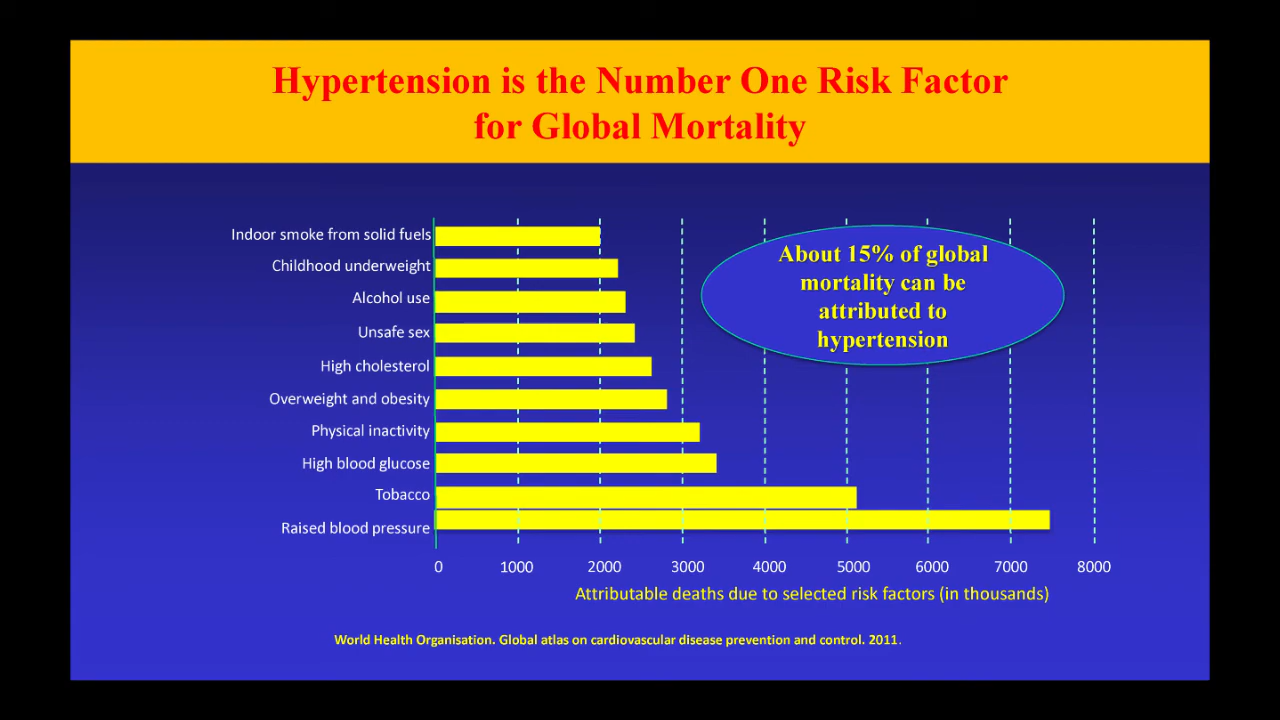 Hypertension is the Number One Risk Factor
for Global Mortality
Indoor smoke from solid fuels
Childhood underweight
Alcohol use
Unsafe sex
High cholesterol
Overweight and obesity
Physical inactivity
High blood glucose
Tobacco
Raised blood pressure
About 15% of global
mortality can be
attributed to
hypertension
0 1000 2000 3000 4000 5000 6000 7000 8000
Attributable deaths due to selected risk factors (in thousands)
World Health Organisation. Global atlas on cardiovascular disease prevention and control. 2011.